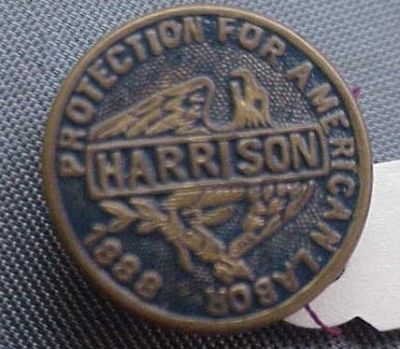 PROTECTION FOR AMERICAN LABOR
HARRISON
1888